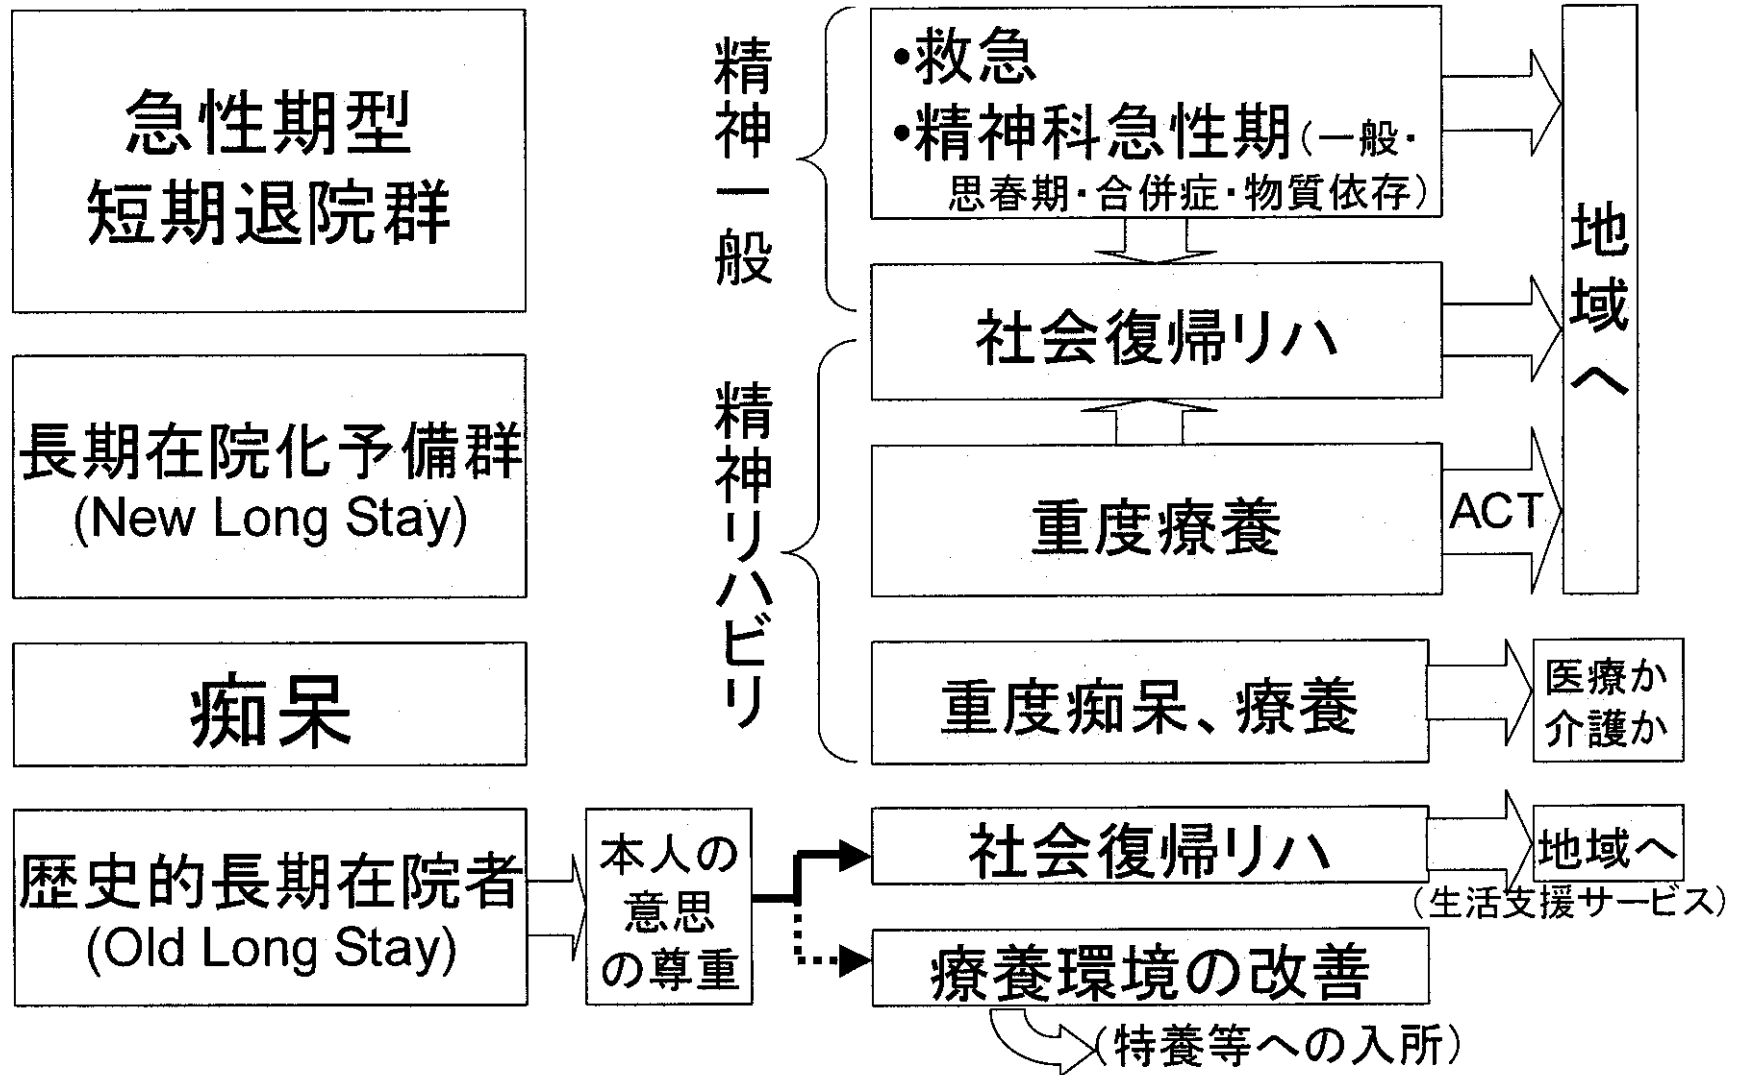 急性期型
短期退院群
長期在院化予備群
(New Long Stay)
痴呆
歴史的長期在院者
(Old Long Stay)
本人の
意思
の尊重
精神一般
精神リハビリ
•救急
•精神科急性期(一般・
思春期・合併症・物質依存)
社会復帰リハ
重度療養
ACT
地域へ
重度痴呆、療養
医療か
介護か
社会復帰リハ
地域へ
(生活支援サービス)
療養環境の改善
(特養等への入所)